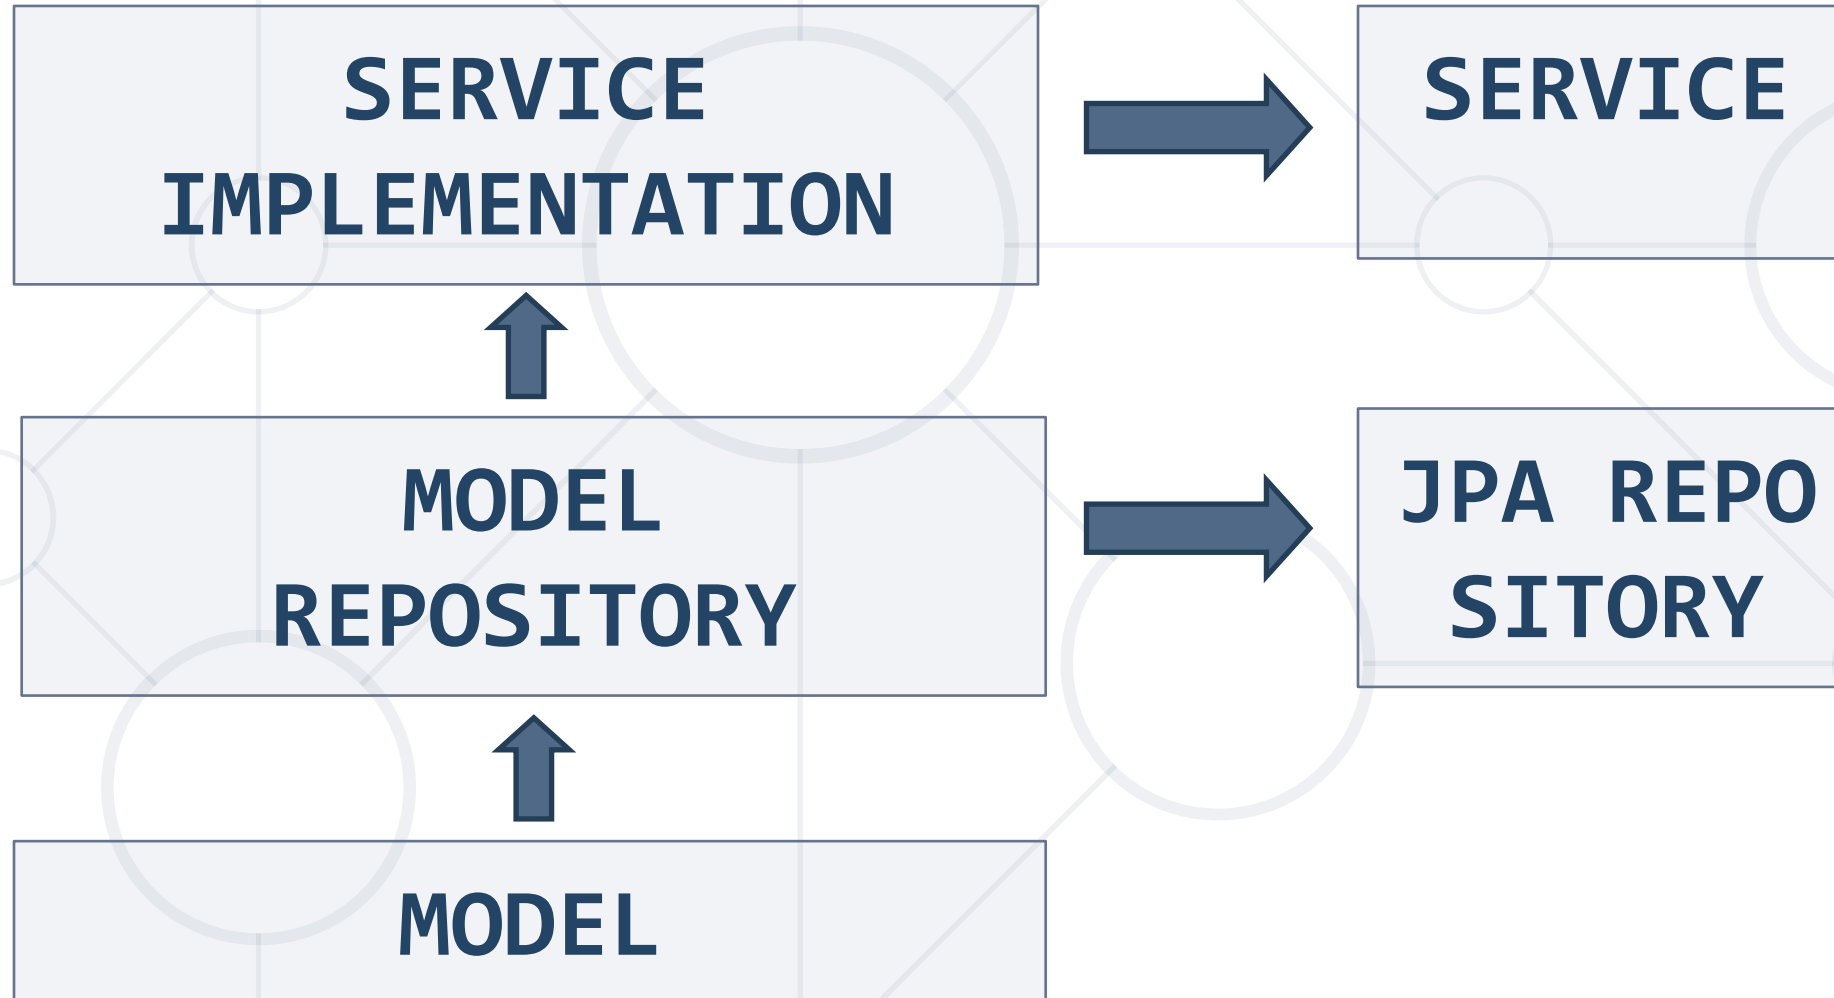 SERVICE
IMPLEMENTATION
SERVICE
MODEL
REPOSITORY
JPA REPO
SITORY
MODEL